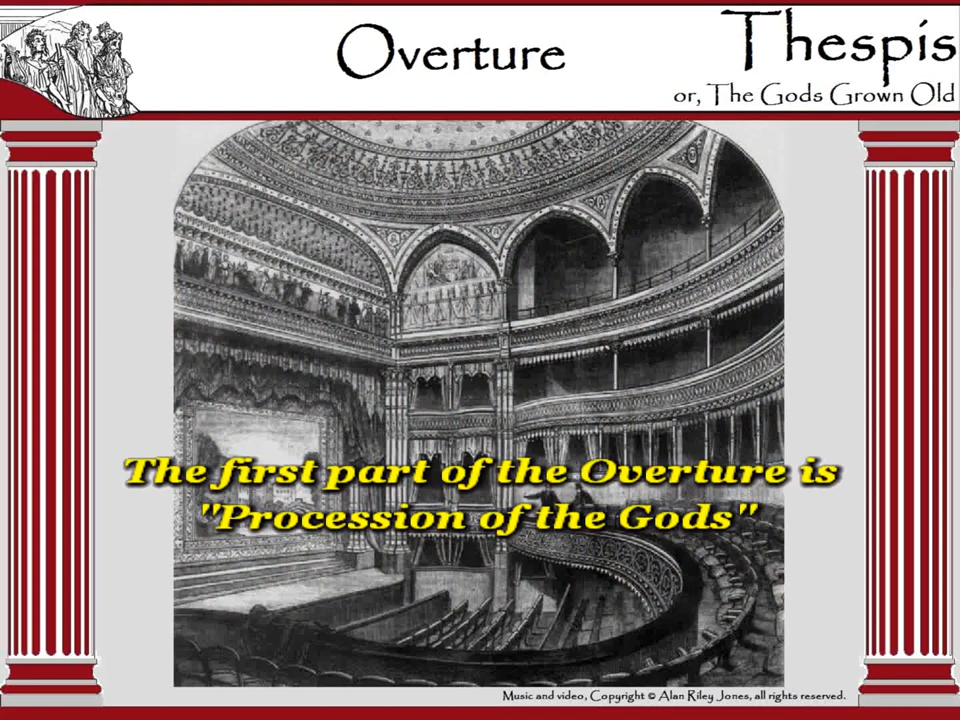 Overture
Thespis
or, The Gods Grown Old
The first part of the Overture is
"Procession of the Gods"
Music and video, Copyright © Alan Riley Jones, all rights reserved.